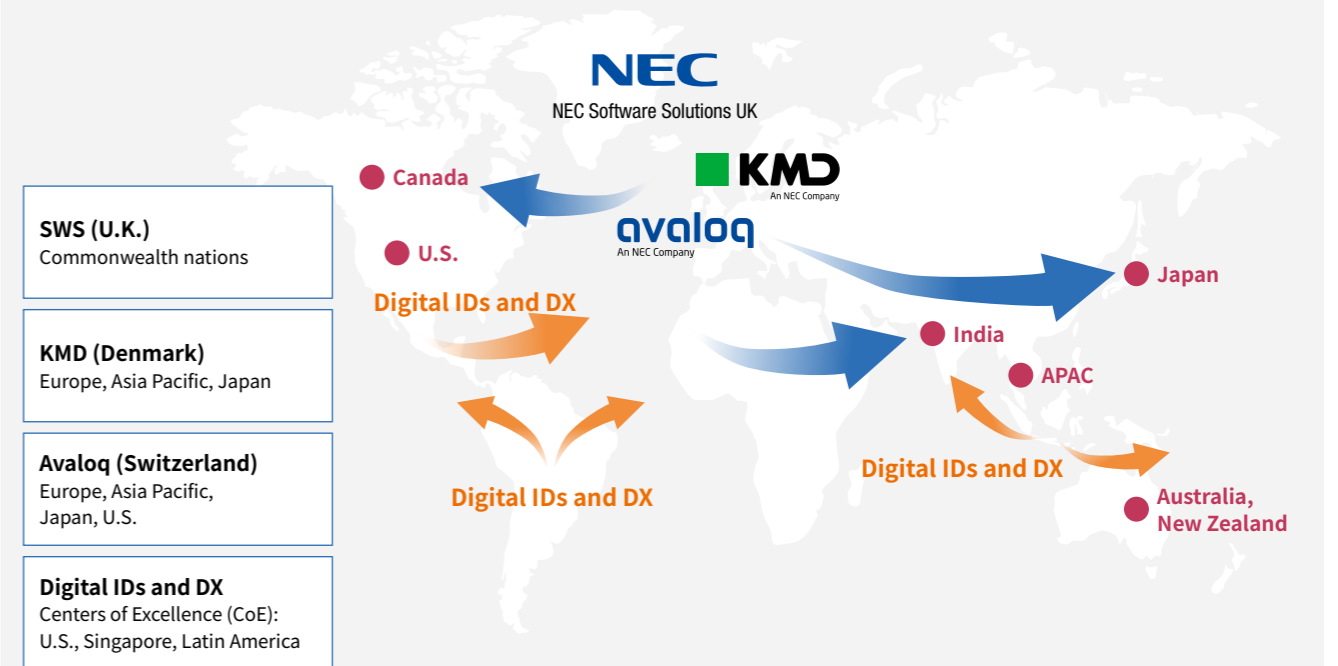 NEC
NEC Software Solutions UK
KMD
An NEC Company
avaloq
An NEC Company
Canada
U.S.
Digital IDs and DX
Japan
India
APAC
Digital IDs and DX
Digital IDs and DX
Australia,
New Zealand
SWS (U.K.)
Commonwealth nations
KMD (Denmark)
Europe, Asia Pacific, Japan
Avaloq (Switzerland)
Europe, Asia Pacific,
Japan, U.S.
Digital IDs and DX
Centers of Excellence (CoE):
U.S., Singapore, Latin America